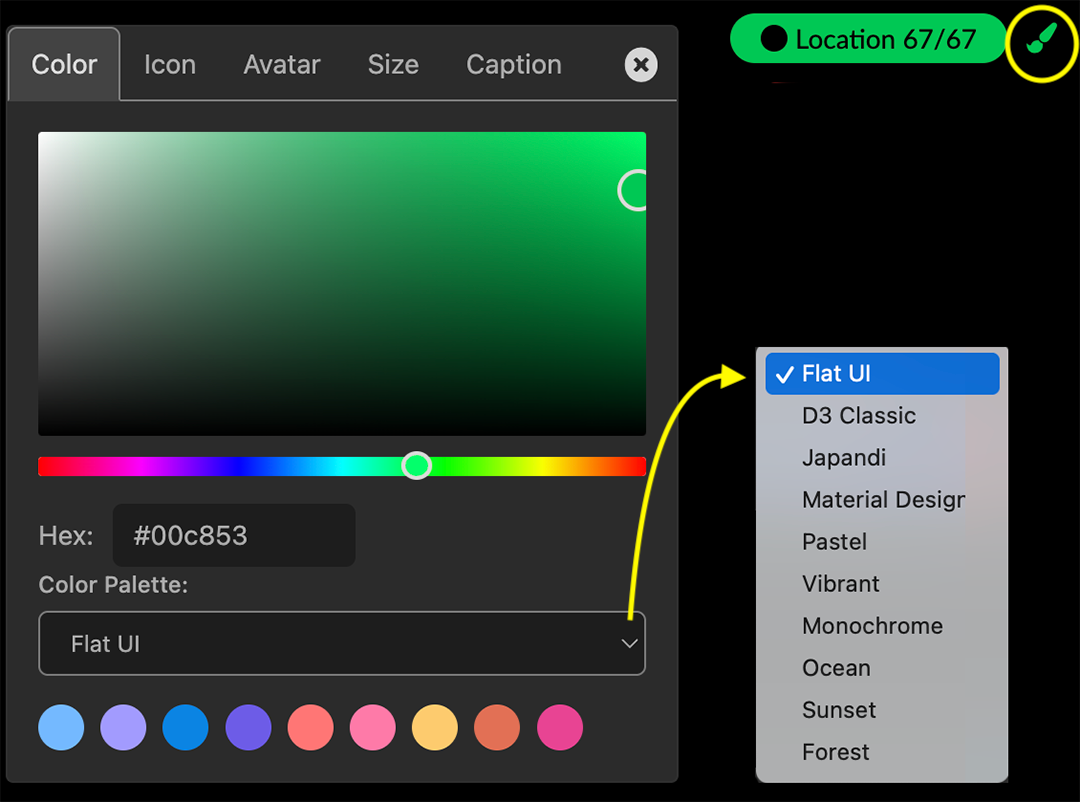 Color Icon Avatar Size Caption
Location 67/67
Hex: #00c853
Color Palette:
Flat UI
Flat UI
D3 Classic
Japandi
Material Desigr
Pastel
Vibrant
Monochrome
Ocean
Sunset
Forest